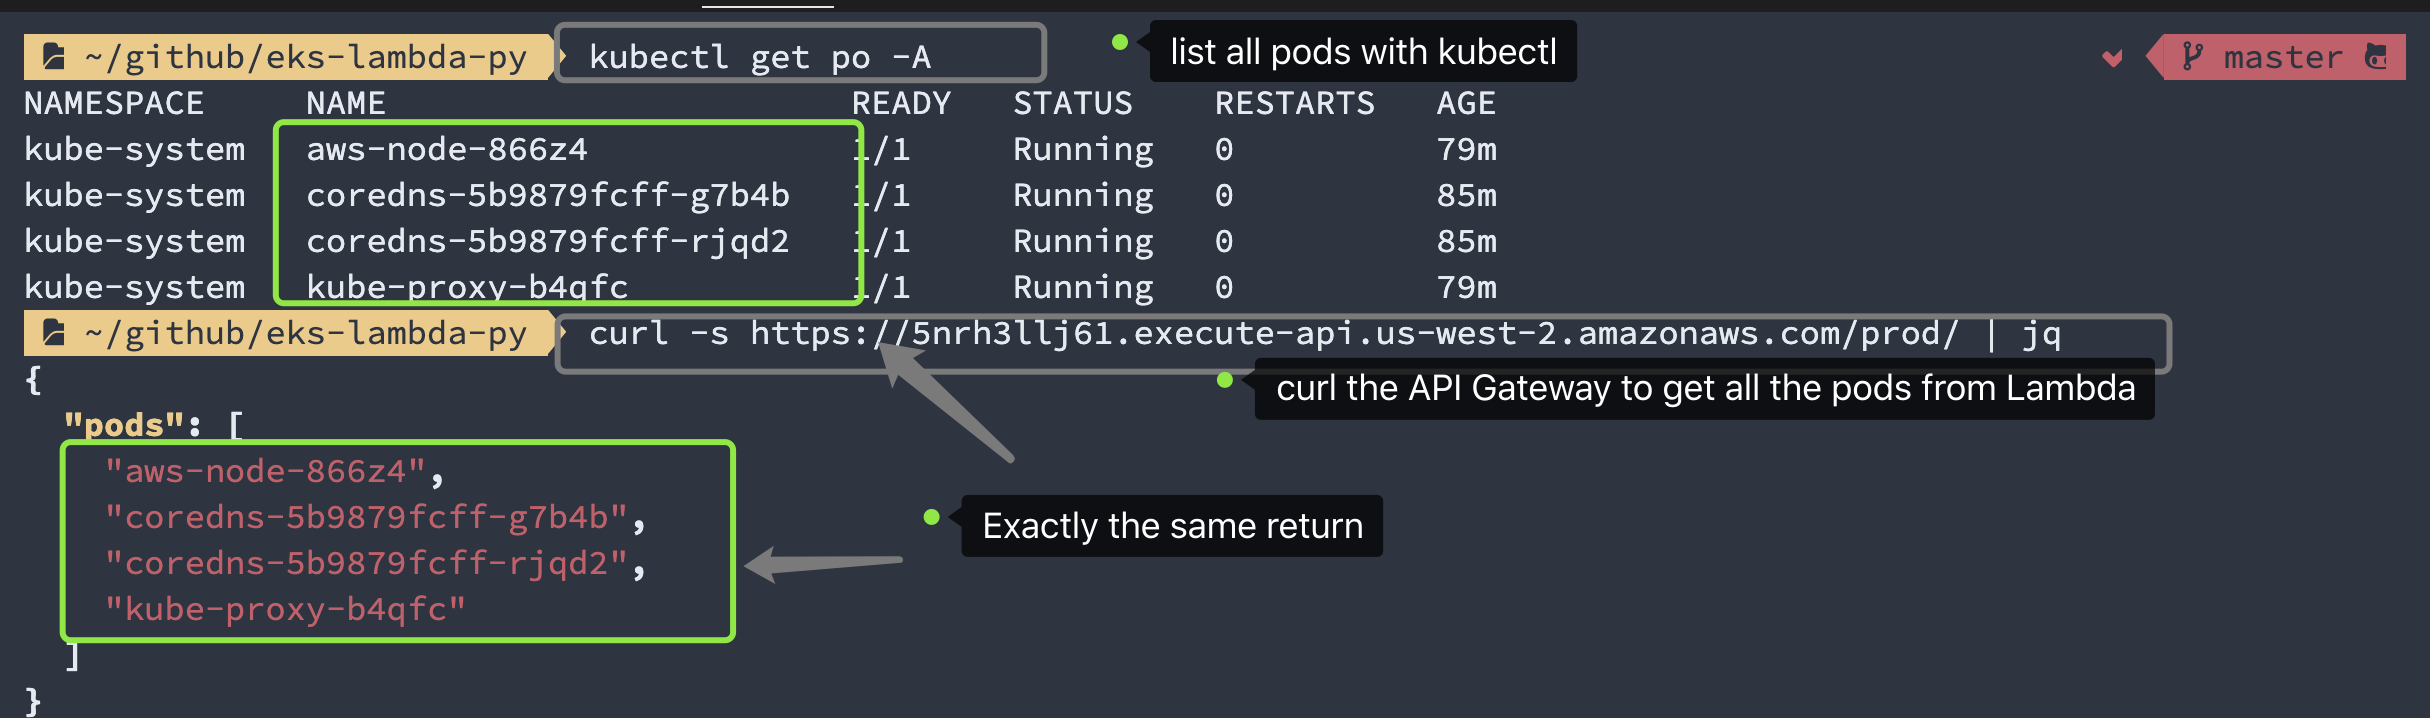 ~/github/eks-lambda-py kubectl get po -A list all pods with kubectl master
NAMESPACE NAME READY STATUS RESTARTS AGE
kube-system aws-node-866z4 1/1 Running 0 79m
kube-system coredns-5b9879fcff-g7b4b 1/1 Running 0 85m
kube-system coredns-5b9879fcff-rjqd2 1/1 Running 0 85m
kube-system kube-proxy-b4qfc 1/1 Running 0 79m
~/github/eks-lambda-py curl -s https://5nrh3llj61.execute-api.us-west-2.amazonaws.com/prod/ | jq
{
curl the API Gateway to get all the pods from Lambda
"pods": [
"aws-node-866z4",
"coredns-5b9879fcff-g7b4b",
Exactly the same return
"coredns-5b9879fcff-rjqd2",
"kube-proxy-b4qfc"
]
}